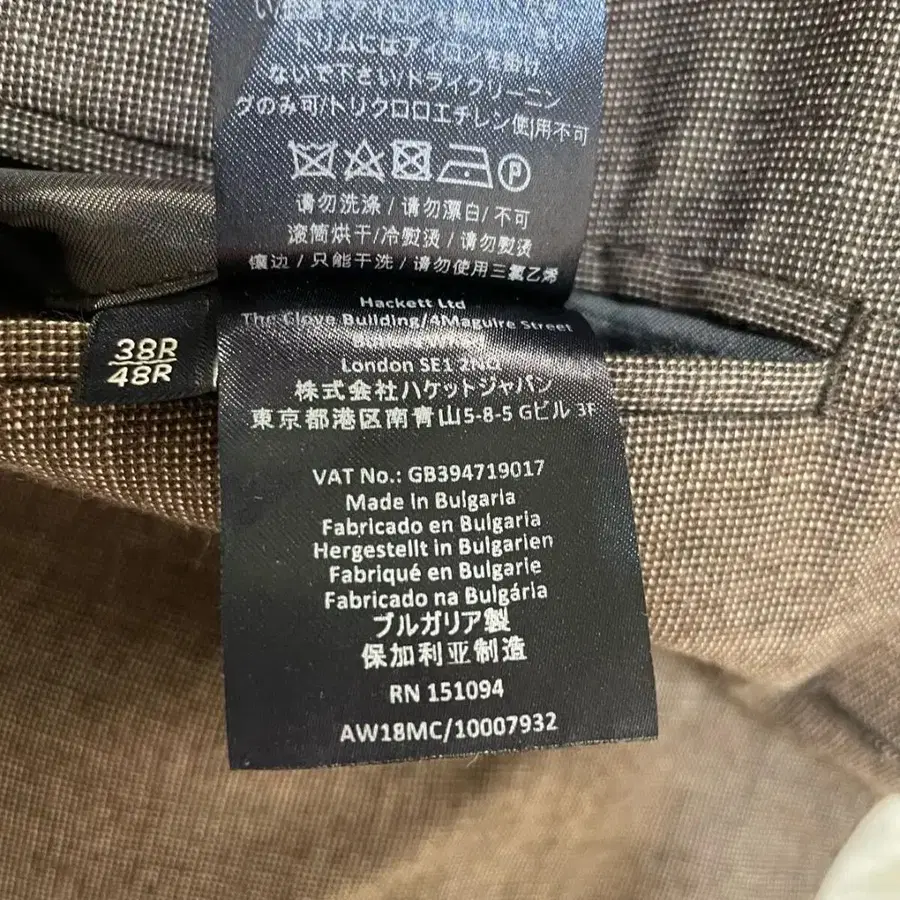 トリムにはアイロンを掛け
ないで下さい/ドライクリーニン
グのみ可/トリクロロエチレン使用不可
请勿洗涤/请勿漂白/不可
滚筒烘干/冷熨烫/请勿熨烫
镶边/只能干洗/请勿使用三氯乙烯
38R
48R
Hackett Ltd
The Clove Building/4Maguire Street
London SE1 2NQ
株式会社ハケットジャパン
東京都港区南青山5-8-5 Gビル 3F
VAT No.: GB394719017
Made in Bulgaria
Fabricado en Bulgaria
Hergestellt in Bulgarien
Fabriqué en Bulgarie
Fabricado na Bulgária
ブルガリア製
保加利亚制造
RN 151094
AW18MC/10007932